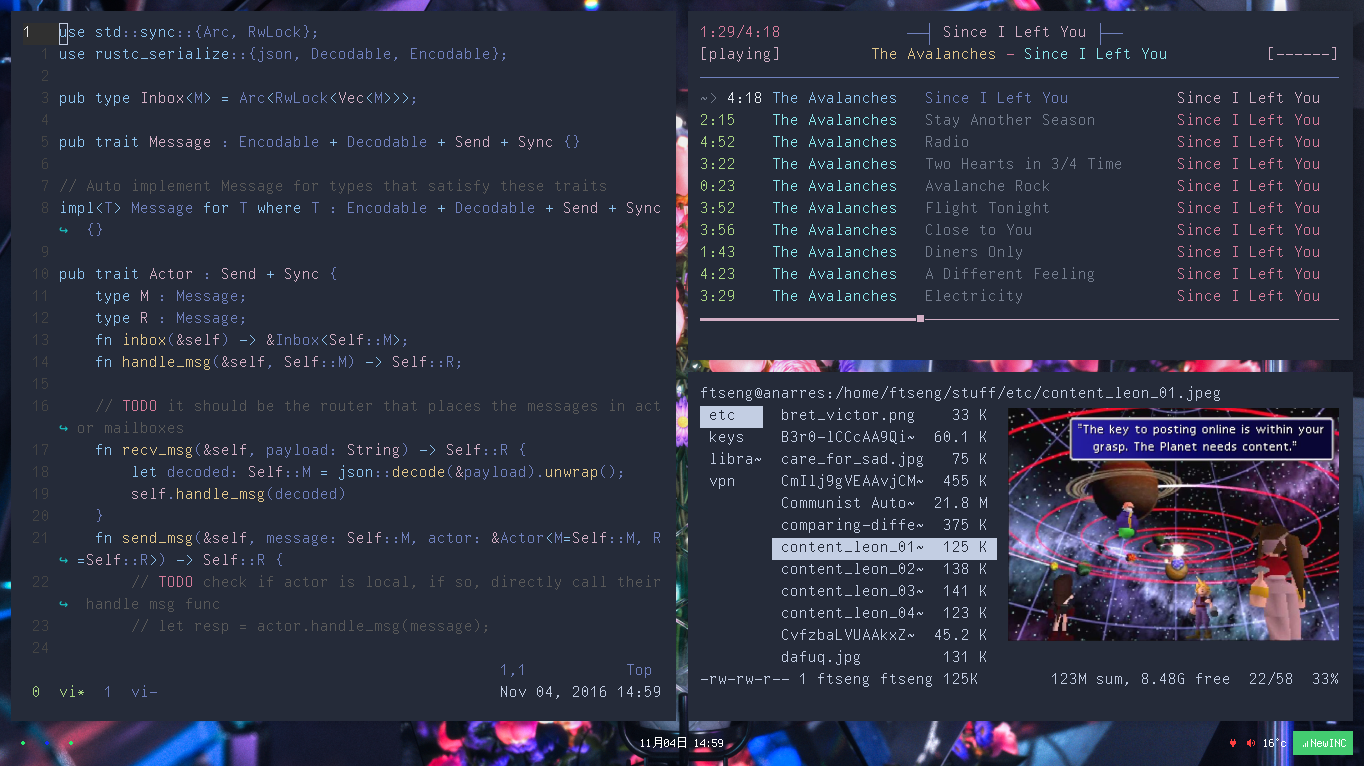 1   use std::sync::{Arc, RwLock};
1 use rustc_serialize::{json, Decodable, Encodable};
2
3 pub type Inbox<M> = Arc<RwLock<Vec<M>>>;
4
5 pub trait Message : Encodable + Decodable + Send + Sync {}
6
7 // Auto implement Message for types that satisfy these traits
8 impl<T> Message for T where T : Encodable + Decodable + Send + Sync
↪  {}
9
10 pub trait Actor : Send + Sync {
11     type M : Message;
12     type R : Message;
13     fn inbox(&self) -> &Inbox<Self::M>;
14     fn handle_msg(&self, Self::M) -> Self::R;
15
16     // TODO it should be the router that places the messages in act
↪ or mailboxes
17     fn recv_msg(&self, payload: String) -> Self::R {
18         let decoded: Self::M = json::decode(&payload).unwrap();
19         self.handle_msg(decoded)
20     }
21     fn send_msg(&self, message: Self::M, actor: &Actor<M=Self::M, R
↪ =Self::R>) -> Self::R {
22         // TODO check if actor is local, if so, directly call their
↪  handle msg func
23         // let resp = actor.handle_msg(message);
24
1,1 Top
0 vi* 1 vi- Nov 04, 2016 14:59
1:29/4:18 Since I Left You
[playing] The Avalanches - Since I Left You [------]
~> 4:18 The Avalanches Since I Left You Since I Left You
2:15 The Avalanches Stay Another Season Since I Left You
4:52 The Avalanches Radio Since I Left You
3:22 The Avalanches Two Hearts in 3/4 Time Since I Left You
0:23 The Avalanches Avalanche Rock Since I Left You
3:52 The Avalanches Flight Tonight Since I Left You
3:56 The Avalanches Close to You Since I Left You
1:43 The Avalanches Diners Only Since I Left You
4:23 The Avalanches A Different Feeling Since I Left You
3:29 The Avalanches Electricity Since I Left You
ftseng@anarres:/home/ftseng/stuff/etc/content_leon_01.jpeg
etc bret_victor.png 33 K
keys B3r0-lCCcAA9Qi~ 60.1 K
libra~ care_for_sad.jpg 75 K
vpn CmIlj9gVEAAvjCM~ 455 K
Communist Auto~ 21.8 M
comparing-diffe~ 375 K
content_leon_01~ 125 K
content_leon_02~ 138 K
content_leon_03~ 141 K
content_leon_04~ 123 K
CvfzbaLVUAAkxZ~ 45.2 K
dafuq.jpg 131 K
"The key to posting online is within your
grasp. The Planet needs content."
-rw-rw-r-- 1 ftseng ftseng 125K 123M sum, 8.48G free 22/58 33%
11月04日 14:59
16°c NewINC